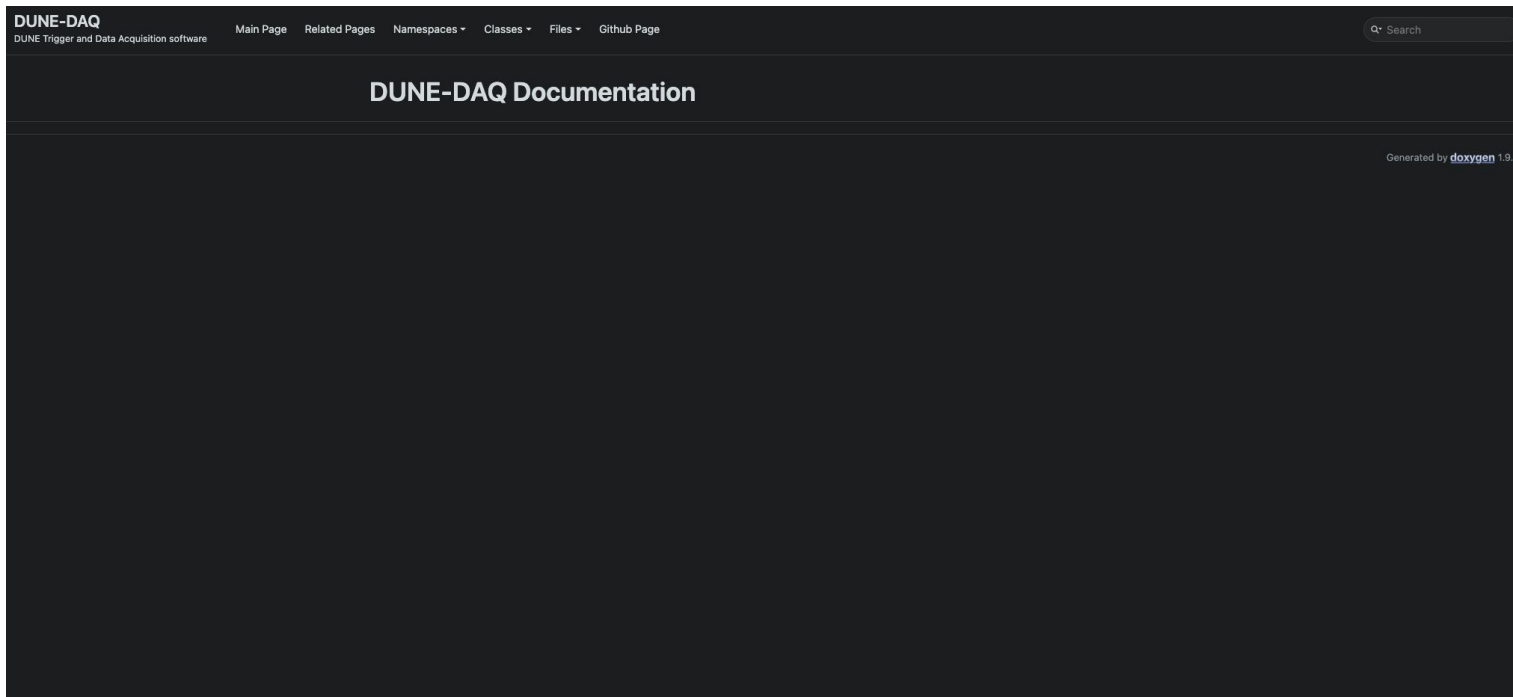 DUNE-DAQ
DUNE Trigger and Data Acquisition software
Main Page Related Pages Namespaces Classes Files Github Page
Search
DUNE-DAQ Documentation
Generated by doxygen 1.9.